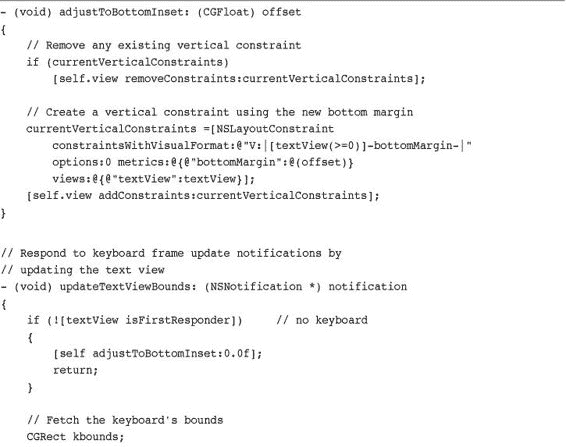 - (void) adjustToBottomInset: (CGFloat) offset
{
    // Remove any existing vertical constraint
    if (currentVerticalConstraints)
        [self.view removeConstraints:currentVerticalConstraints];

    // Create a vertical constraint using the new bottom margin
    currentVerticalConstraints =[NSLayoutConstraint
        constraintsWithVisualFormat:@"V:|[textView(>=0)]-bottomMargin-|"
        options:0 metrics:@{@"bottomMargin":@(offset)}
        views:@{@"textView":textView}];
    [self.view addConstraints:currentVerticalConstraints];
}

// Respond to keyboard frame update notifications by
// updating the text view
- (void) updateTextViewBounds: (NSNotification *) notification
{
    if (![textView isFirstResponder])     // no keyboard
    {
        [self adjustToBottomInset:0.0f];
        return;
    }

    // Fetch the keyboard's bounds
    CGRect kbounds;